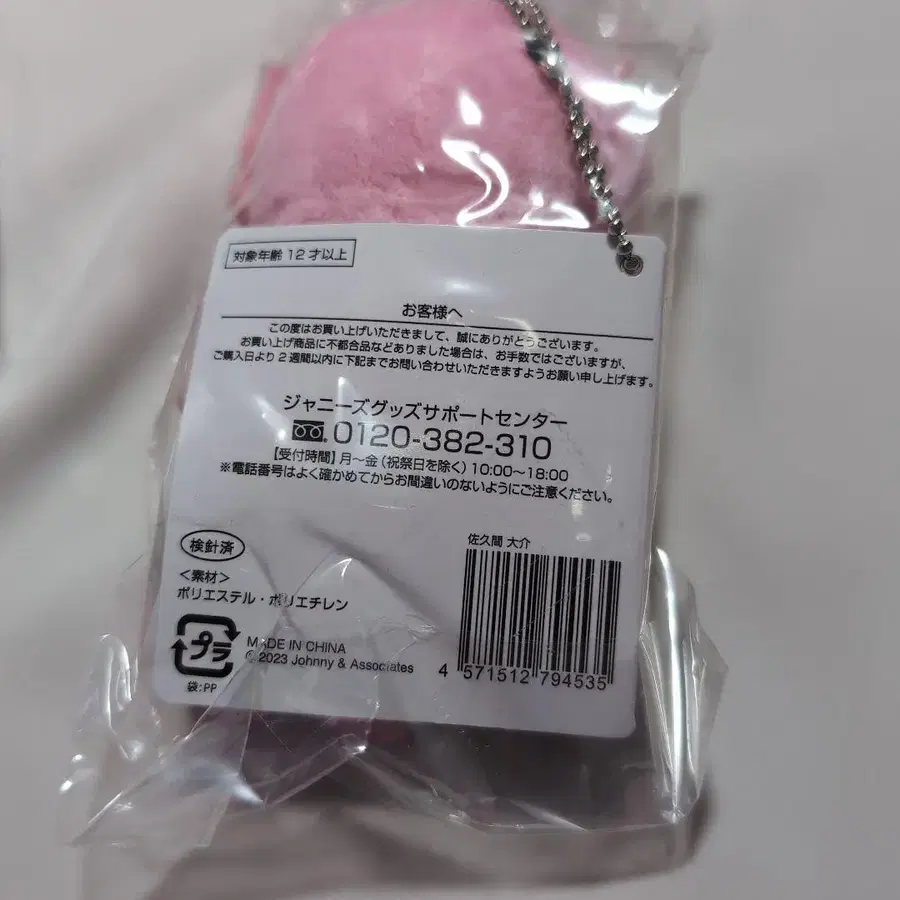 対象年齢 12才以上
お客様へ
この度はお買い上げいただきまして、誠にありがとうございます。
お買い上げ商品に不都合品などありました場合は、お手数ではございますが、
ご購入日より2週間以内に下記までお問い合わせいただきますようお願い申し上げます。
ジャニーズグッズサポートセンター
0120-382-310
【受付時間】月～金（祝祭日を除く）10:00～18:00
※電話番号はよく確かめてからお間違いのないようにご注意ください。
検針済
＜素材＞
ポリエステル・ポリエチレン
プラ
袋:PP
MADE IN CHINA
©2023 Johnny & Associates
佐久間 大介
4 571512 794535